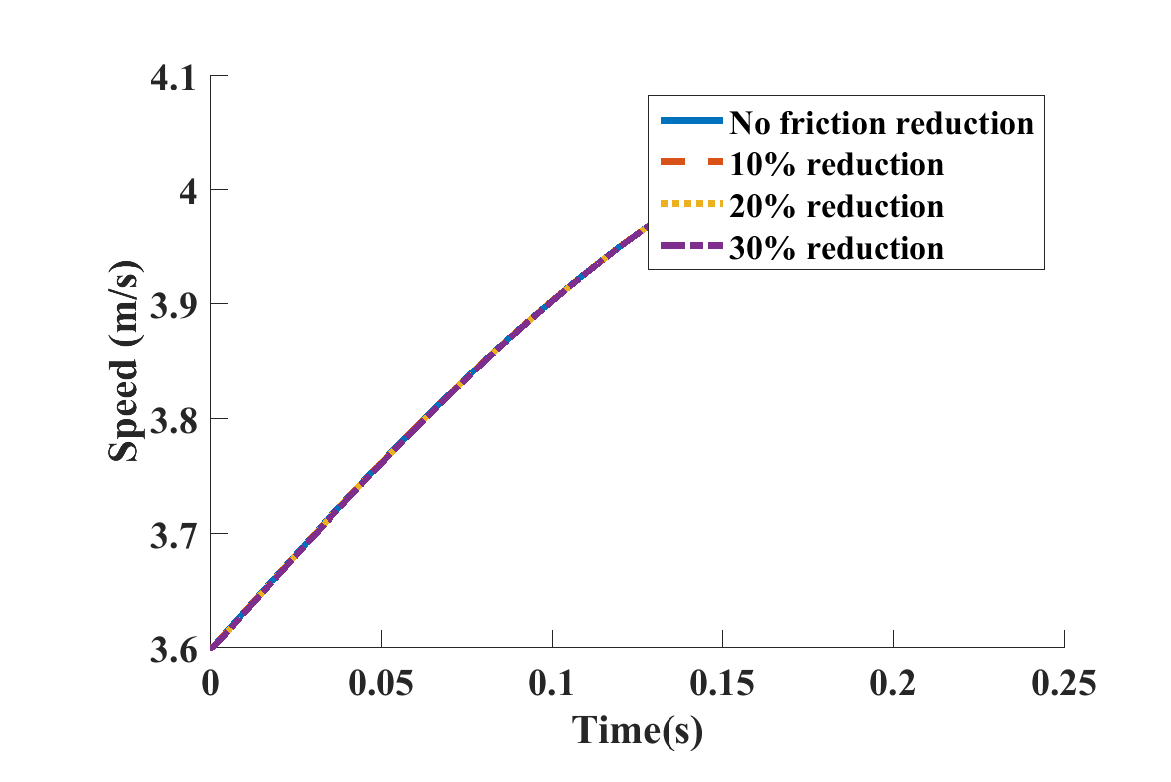 4.1
4
3.9
3.8
3.7
3.6
Speed (m/s)
No friction reduction
10% reduction
20% reduction
30% reduction
0 0.05 0.1 0.15 0.2 0.25
Time(s)